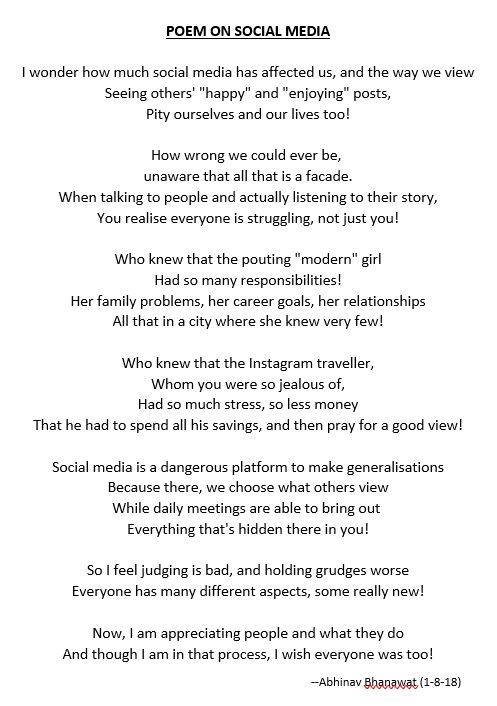 POEM ON SOCIAL MEDIA
I wonder how much social media has affected us, and the way we view
Seeing others' "happy" and "enjoying" posts,
Pity ourselves and our lives too!
How wrong we could ever be,
unaware that all that is a facade.
When talking to people and actually listening to their story,
You realise everyone is struggling, not just you!
Who knew that the pouting "modern" girl
Had so many responsibilities!
Her family problems, her career goals, her relationships
All that in a city where she knew very few!
Who knew that the Instagram traveller,
Whom you were so jealous of,
Had so much stress, so less money
That he had to spend all his savings, and then pray for a good view!
Social media is a dangerous platform to make generalisations
Because there, we choose what others view
While daily meetings are able to bring out
Everything that's hidden there in you!
So I feel judging is bad, and holding grudges worse
Everyone has many different aspects, some really new!
Now, I am appreciating people and what they do
And though I am in that process, I wish everyone was too!
--Abhinav Bhanawat (1-8-18)